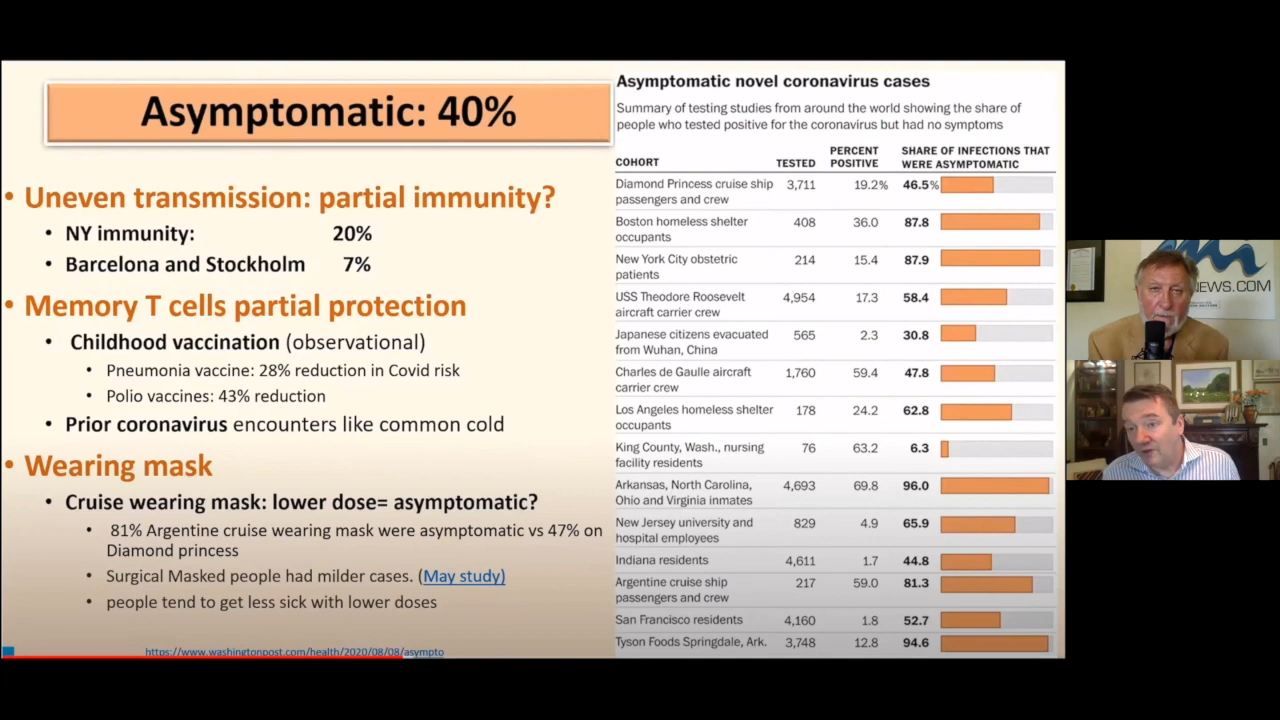 Asymptomatic: 40%
• Uneven transmission: partial immunity?
• NY immunity: 20%
• Barcelona and Stockholm 7%
• Memory T cells partial protection
• Childhood vaccination (observational)
• Pneumonia vaccine: 28% reduction in Covid risk
• Polio vaccines: 43% reduction
• Prior coronavirus encounters like common cold
• Wearing mask
• Cruise wearing mask: lower dose= asymptomatic?
• 81% Argentine cruise wearing mask were asymptomatic vs 47% on
Diamond princess
• Surgical Masked people had milder cases. (May study)
• people tend to get less sick with lower doses
https://www.washingtonpost.com/health/2020/08/08/asympto
Asymptomatic novel coronavirus cases
Summary of testing studies from around the world showing the share of
people who tested positive for the coronavirus but had no symptoms
PERCENT SHARE OF INFECTIONS THAT
COHORT TESTED POSITIVE WERE ASYMPTOMATIC
Diamond Princess cruise ship 3,711 19.2% 46.5%
passengers and crew
Boston homeless shelter 408 36.0 87.8
occupants
New York City obstetric 214 15.4 87.9
patients
USS Theodore Roosevelt 4,954 17.3 58.4
aircraft carrier crew
Japanese citizens evacuated 565 2.3 30.8
from Wuhan, China
Charles de Gaulle aircraft 1,760 59.4 47.8
carrier crew
Los Angeles homeless shelter 178 24.2 62.8
occupants
King County, Wash., nursing 76 63.2 6.3
facility residents
Arkansas, North Carolina, 4,693 69.8 96.0
Ohio and Virginia inmates
New Jersey university and 829 4.9 65.9
hospital employees
Indiana residents 4,611 1.7 44.8
Argentine cruise ship 217 59.0 81.3
passengers and crew
San Francisco residents 4,160 1.8 52.7
Tyson Foods Springdale, Ark. 3,748 12.8 94.6
NEWS.COM